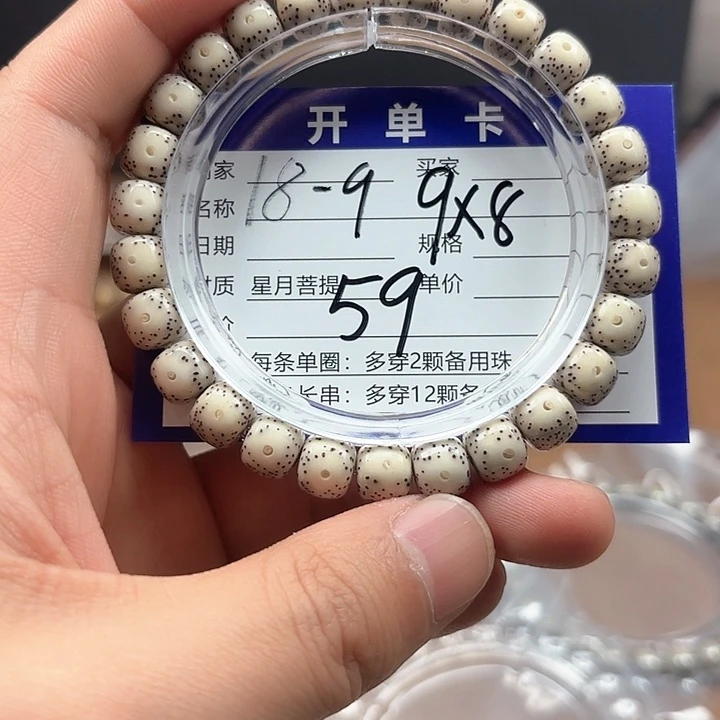 开单卡
家 买家
名称 18-9 9x8
日期 规格
材质 星月菩提 单价
59
每条单圈：多穿2颗备用珠
长串：多穿12颗备